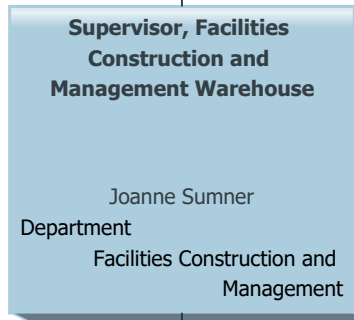 Supervisor, Facilities
Construction and
Management Warehouse
Joanne Sumner
Department
Facilities Construction and
Management